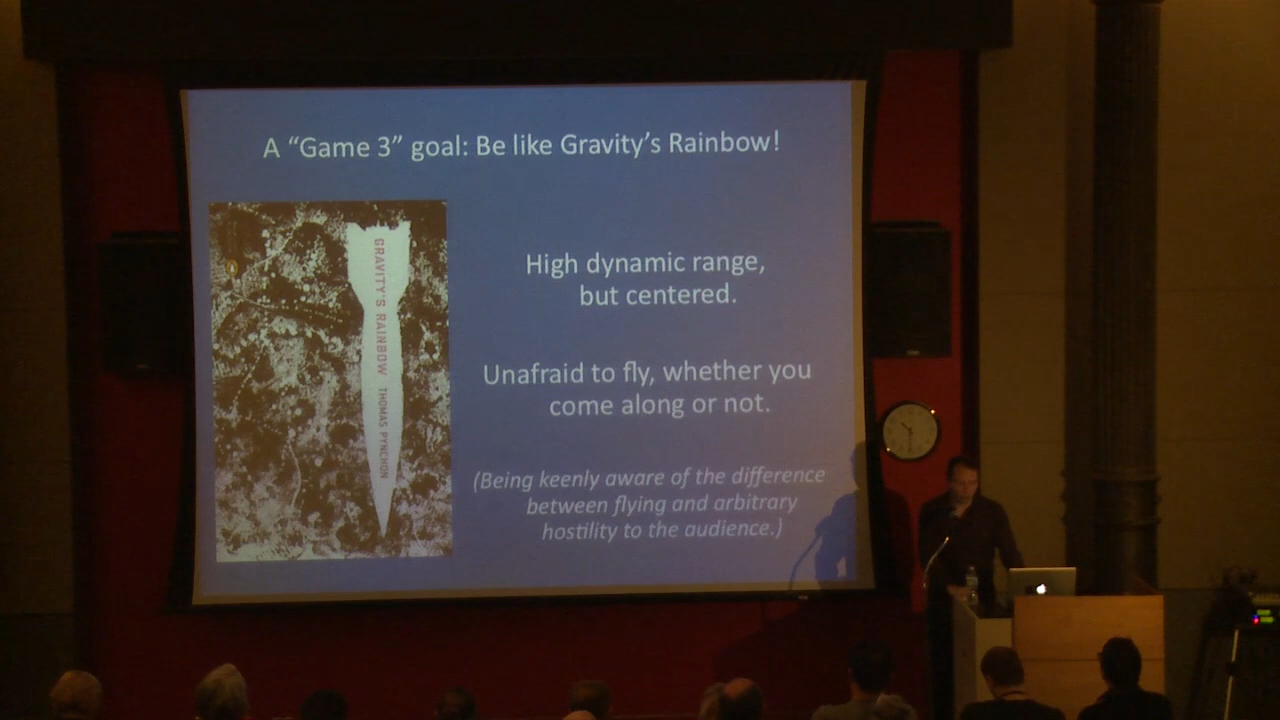 A “Game 3” goal: Be like Gravity’s Rainbow!
GRAVITY'S RAINBOW THOMAS PYNCHON
High dynamic range,
but centered.
Unafraid to fly, whether you
come along or not.
(Being keenly aware of the difference
between flying and arbitrary
hostility to the audience.)